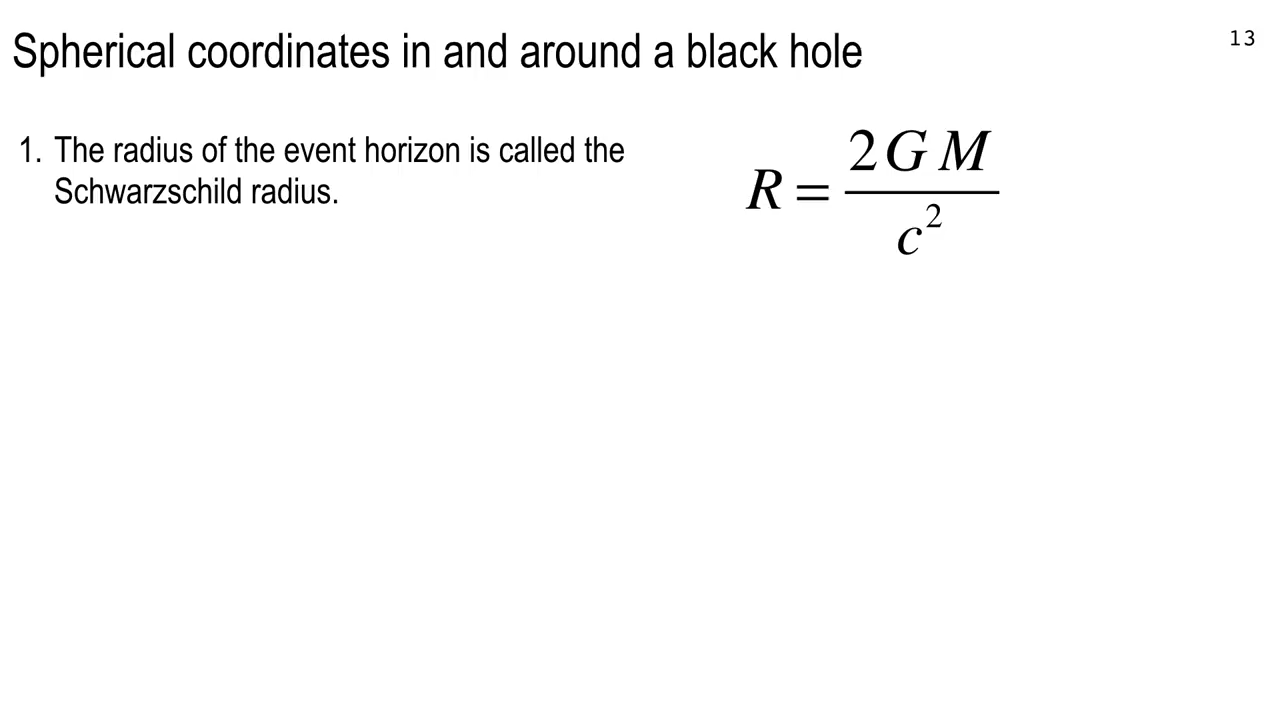 Spherical coordinates in and around a black hole
13
1. The radius of the event horizon is called the
Schwarzschild radius.
R = 2 G M / c²